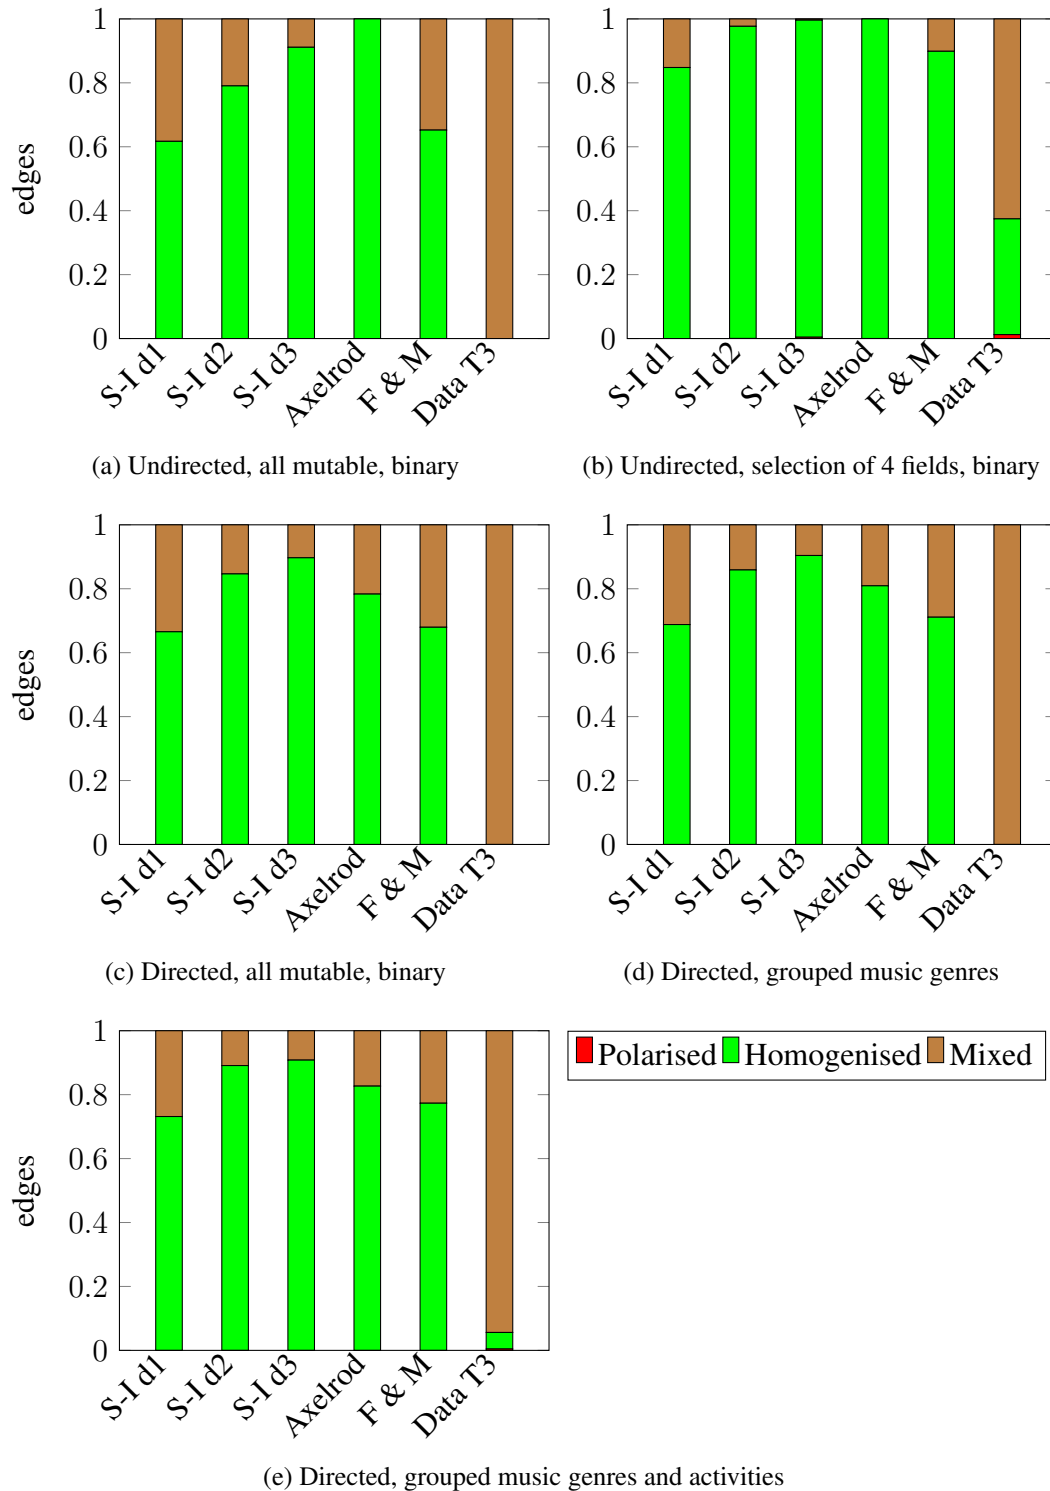 1
0.8
0.6
0.4
0.2
0
edges
S-I d1
S-I d2
S-I d3
Axelrod
F & M
Data T3
(a) Undirected, all mutable, binary
1
0.8
0.6
0.4
0.2
0
S-I d1
S-I d2
S-I d3
Axelrod
F & M
Data T3
(b) Undirected, selection of 4 fields, binary
1
0.8
0.6
0.4
0.2
0
edges
S-I d1
S-I d2
S-I d3
Axelrod
F & M
Data T3
(c) Directed, all mutable, binary
1
0.8
0.6
0.4
0.2
0
S-I d1
S-I d2
S-I d3
Axelrod
F & M
Data T3
(d) Directed, grouped music genres
1
0.8
0.6
0.4
0.2
0
edges
S-I d1
S-I d2
S-I d3
Axelrod
F & M
Data T3
Polarised Homogenised Mixed
(e) Directed, grouped music genres and activities